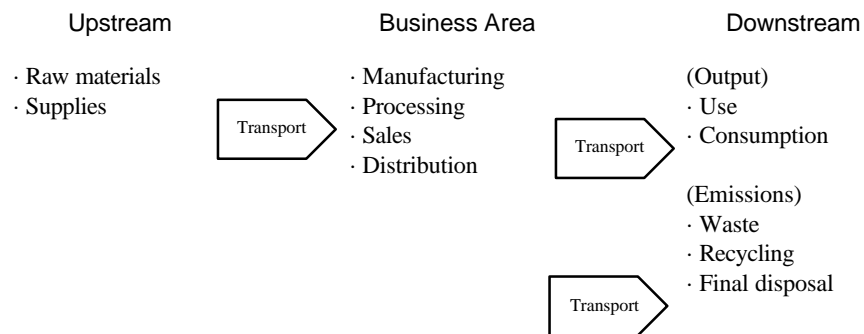 Upstream
Business Area
Downstream
· Raw materials
· Supplies
Transport
· Manufacturing
· Processing
· Sales
· Distribution
Transport
(Output)
· Use
· Consumption
(Emissions)
· Waste
· Recycling
· Final disposal
Transport